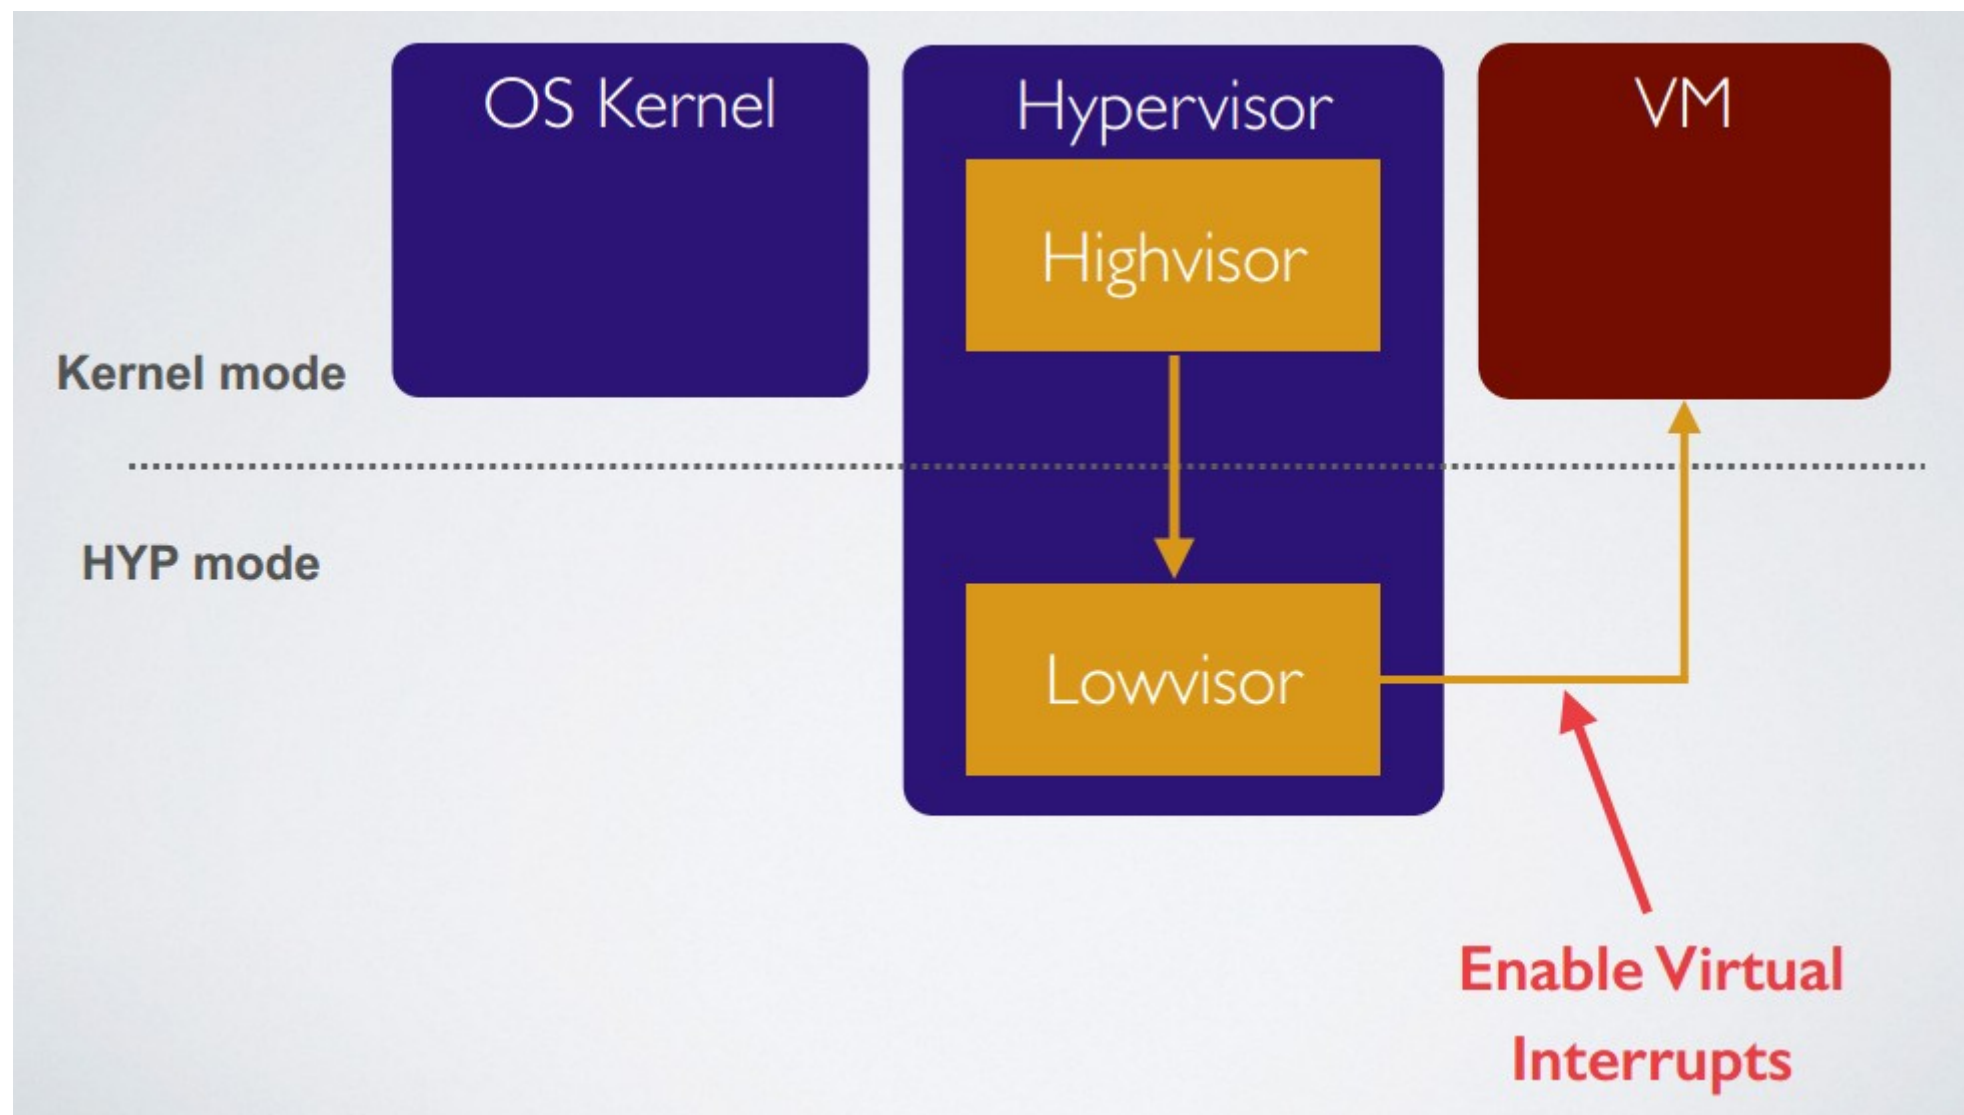 OS Kernel
Hypervisor
VM
Highvisor
Kernel mode
HYP mode
Lowvisor
Enable Virtual
Interrupts